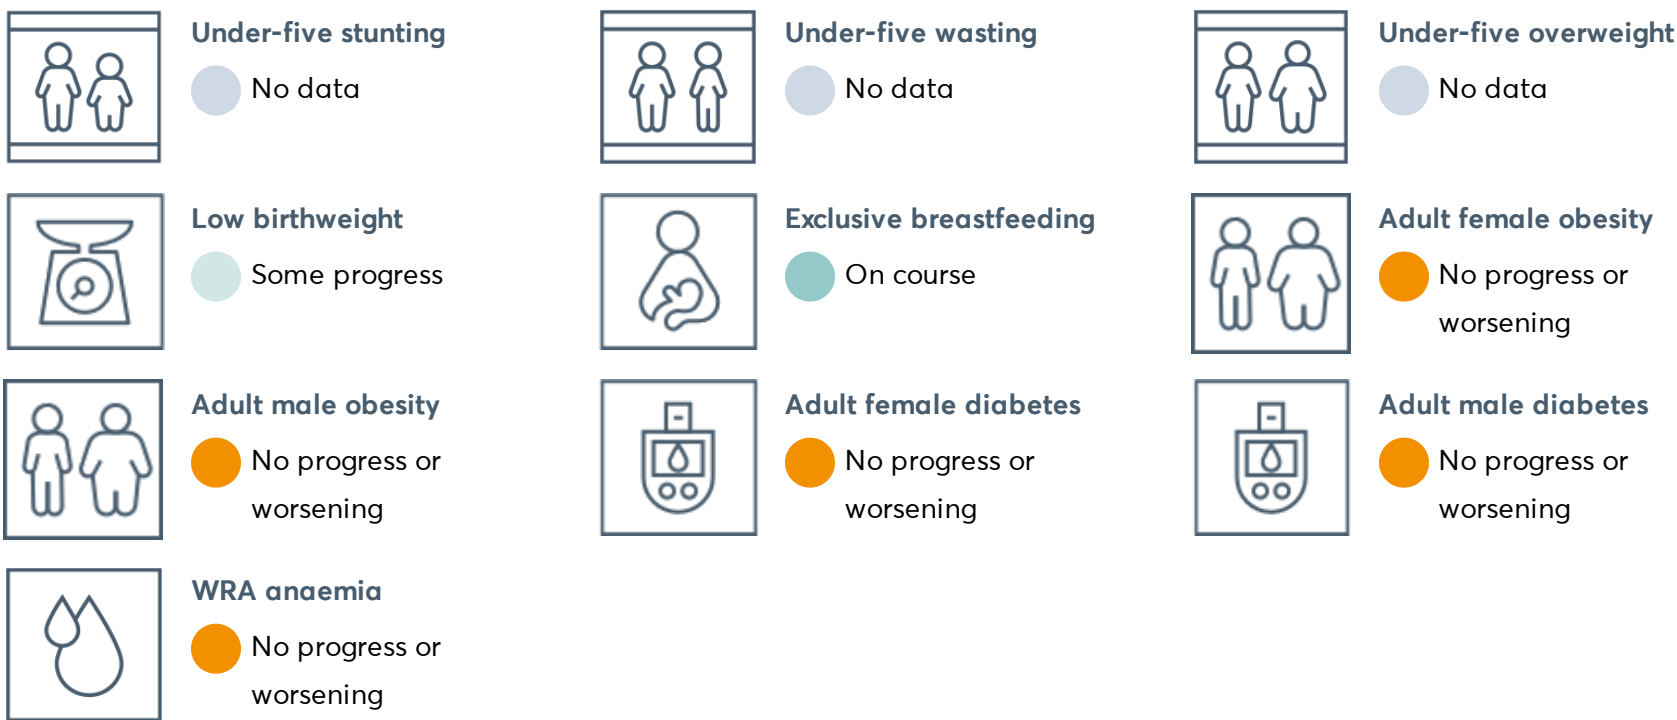 Under-five stunting
No data
Under-five wasting
No data
Under-five overweight
No data
Low birthweight
Some progress
Exclusive breastfeeding
On course
Adult female obesity
No progress or
worsening
Adult male obesity
No progress or
worsening
Adult female diabetes
No progress or
worsening
Adult male diabetes
No progress or
worsening
WRA anaemia
No progress or
worsening